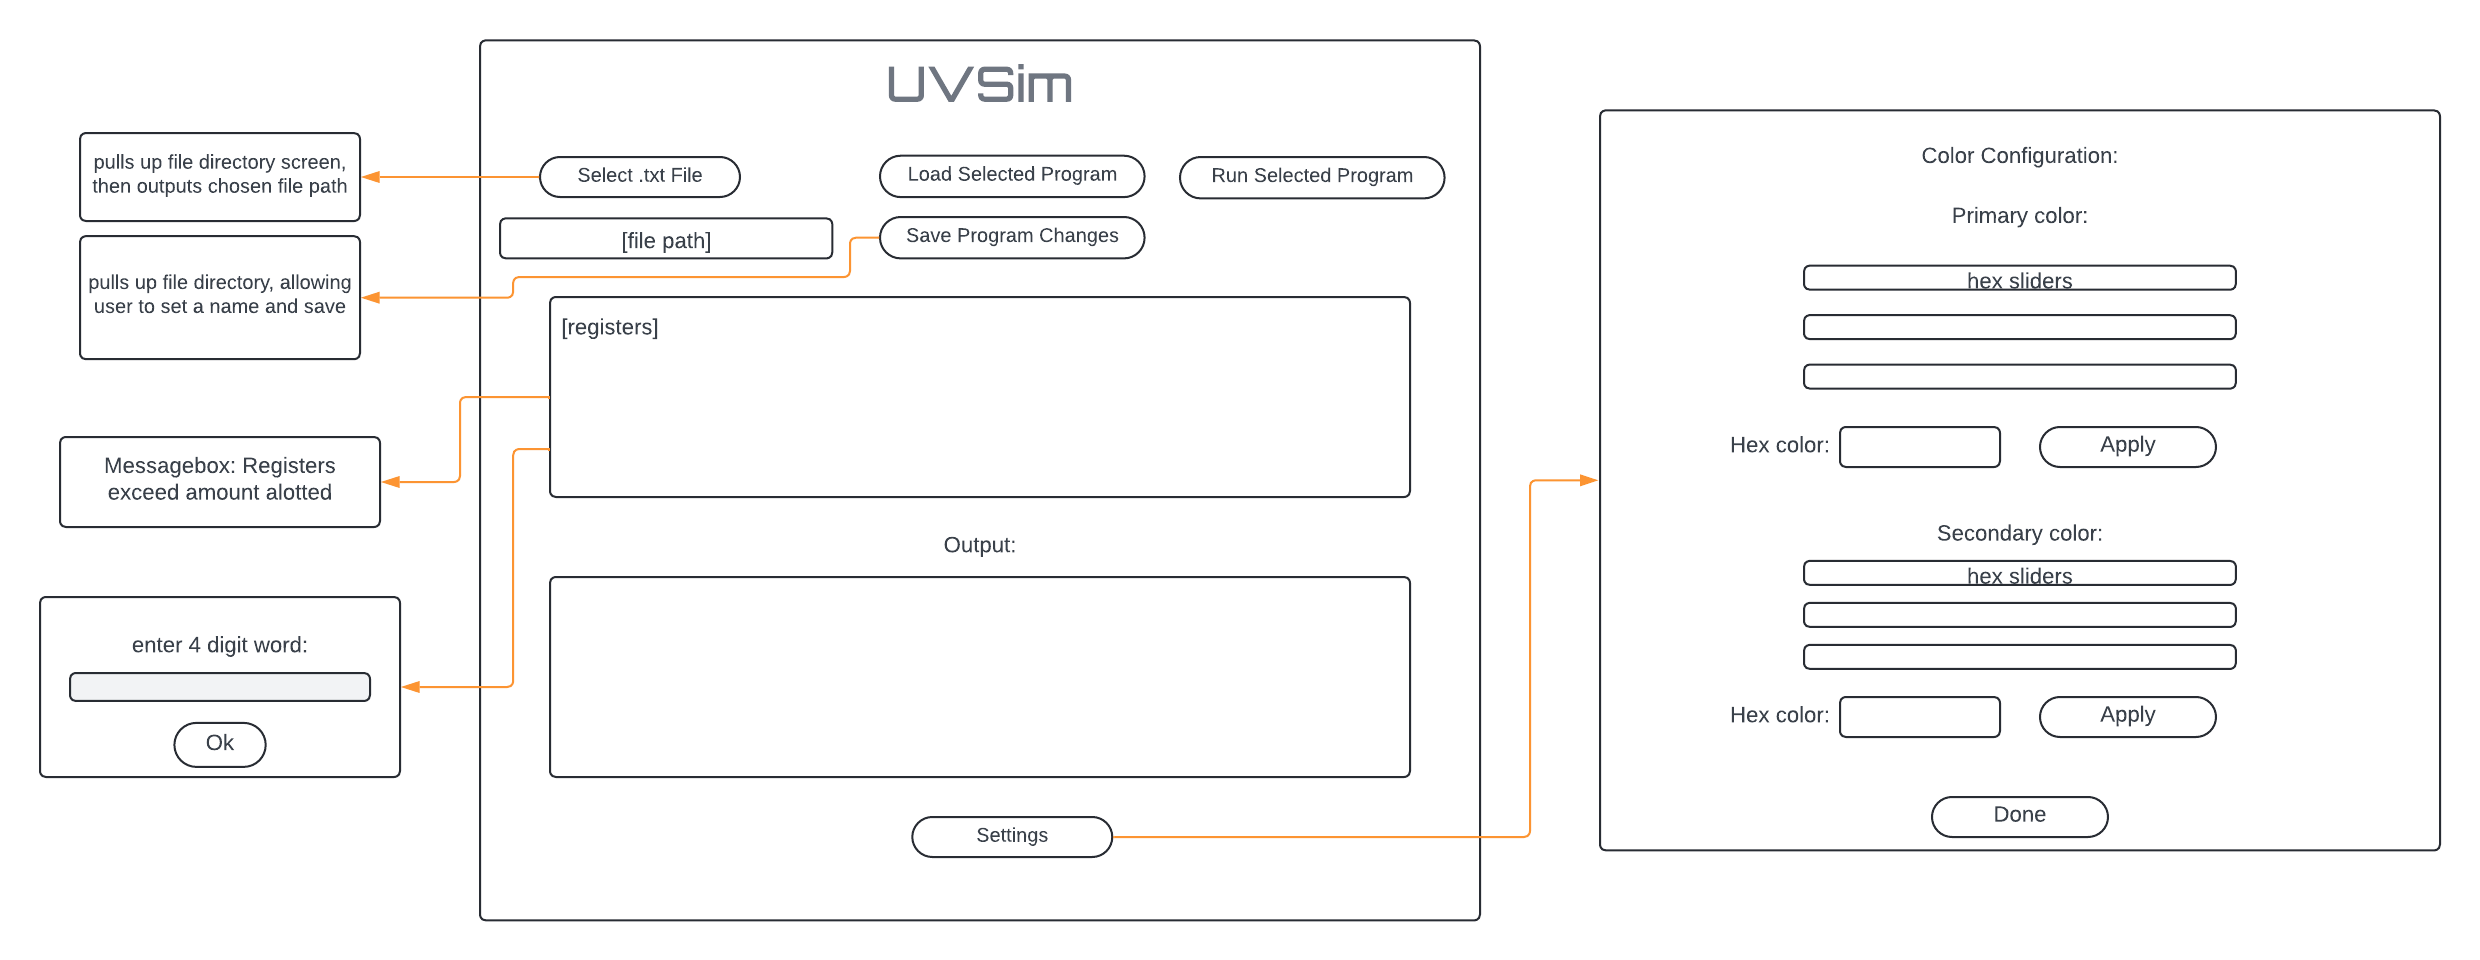 UVSim
pulls up file directory screen,
then outputs chosen file path
Select .txt File
Load Selected Program
Run Selected Program
[file path]
Save Program Changes
pulls up file directory, allowing
user to set a name and save
[registers]
Messagebox: Registers
exceed amount alotted
Output:
enter 4 digit word:
Ok
Settings
Color Configuration:
Primary color:
hex sliders
Hex color:
Apply
Secondary color:
hex sliders
Hex color:
Apply
Done